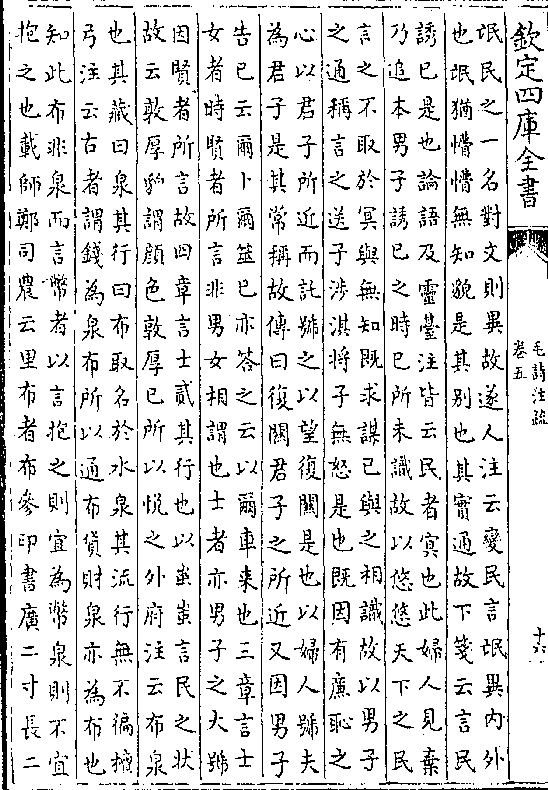 欽定四庫全書
毛詩注疏
卷五
十六
氓民之一名對文則異故遂人注云變民言氓異內外
也氓猶懵懵無知貌是其別也其實通故下箋云言民
誘已是也論語及靈臺注皆云民者冥也此婦人見棄
乃追本男子誘已之時已所未識故以悠悠天下之民
言之不取於冥與無知既求謀已與之相識故以男子
之通稱言之送子涉淇將子無怒是也既因有廉恥之
心以君子所近而託號之以望復關是也以婦人號夫
為君子是其常稱故傳曰復關君子之所近又因男子
告已云爾卜爾筮已亦答之云以爾車来也三章言士
女者時賢者所言非男女相謂也士者亦男子之大號
因賢者所言故四章言士貳其行也以蚩蚩言民之狀
故云敦厚貌謂顔色敦厚已所以悅之外府注云布泉
也其藏曰泉其行曰布取名於水泉其流行無不徧檀
弓注云古者謂錢為泉布所以通布貨財泉亦為布也
知此布非泉而言幣者以言抱之則宜為幣泉則不宜
抱之也載師鄭司農云里布者布參印書廣二寸長二